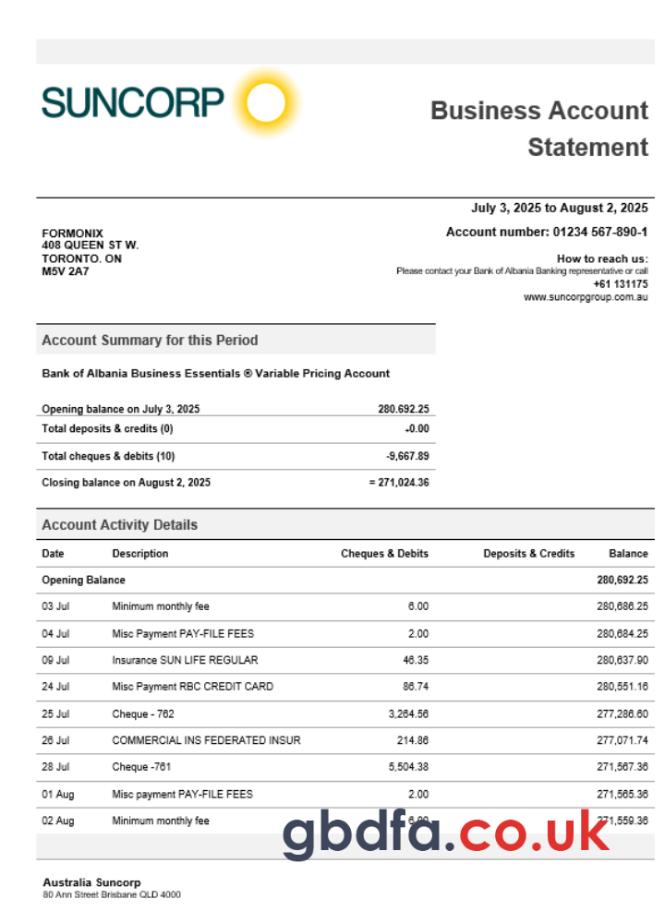 SUNCORP
Business Account
Statement
July 3, 2025 to August 2, 2025
FORMONIX
408 QUEEN ST W.
TORONTO. ON
M5V 2A7
Account number: 01234 567-890-1
How to reach us:
Please contact your Bank of Albania Banking representative or call
+61 131175
www.suncorpgroup.com.au
Account Summary for this Period
Bank of Albania Business Essentials ® Variable Pricing Account
Opening balance on July 3, 2025 280.692.25
Total deposits & credits (0) -0.00
Total cheques & debits (10) -9,667.89
Closing balance on August 2, 2025 = 271,024.36
Account Activity Details
Date Description Cheques & Debits Deposits & Credits Balance
Opening Balance 280,692.25
03 Jul Minimum monthly fee 6.00 280,686.25
04 Jul Misc Payment PAY-FILE FEES 2.00 280,684.25
09 Jul Insurance SUN LIFE REGULAR 46.35 280,637.90
24 Jul Misc Payment RBC CREDIT CARD 86.74 280,551.16
25 Jul Cheque - 762 3,264.56 277,286.60
26 Jul COMMERCIAL INS FEDERATED INSUR 214.86 277,071.74
28 Jul Cheque -761 5,504.38 271,567.36
01 Aug Misc payment PAY-FILE FEES 2.00 271,565.36
02 Aug Minimum monthly fee 6.00 271,559.36
gbdfa.co.uk
Australia Suncorp
80 Ann Street Brisbane QLD 4000